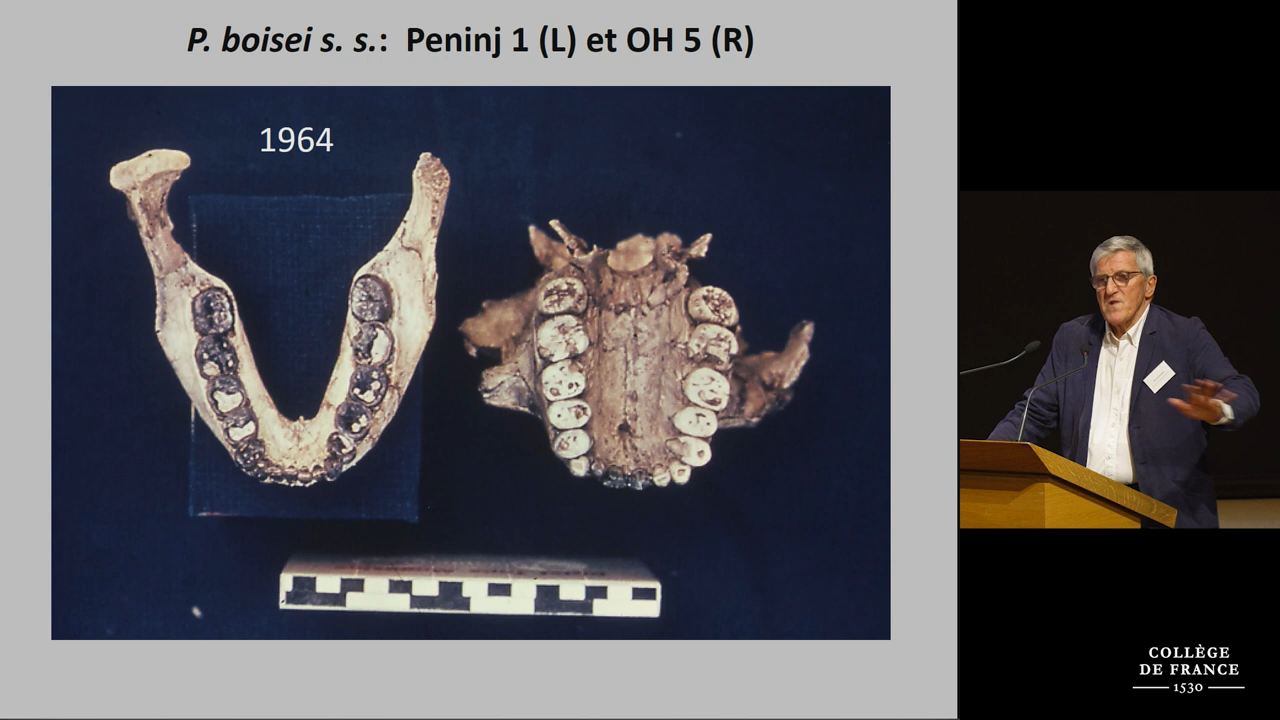 P. boisei s. s.: Peninj 1 (L) et OH 5 (R)
1964
COLLÈGE
DE FRANCE
1530